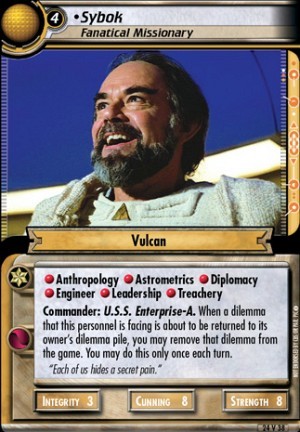 4 •Sybok
Fanatical Missionary
Vulcan
Anthropology Astrometrics Diplomacy
Engineer Leadership Treachery
Commander: U.S.S. Enterprise-A. When a dilemma
that this personnel is facing is about to be returned to its
owner's dilemma pile, you may remove that dilemma from
the game. You may do this only once each turn.
"Each of us hides a secret pain."
INTEGRITY 3 CUNNING 8 STRENGTH 8
34 V 38